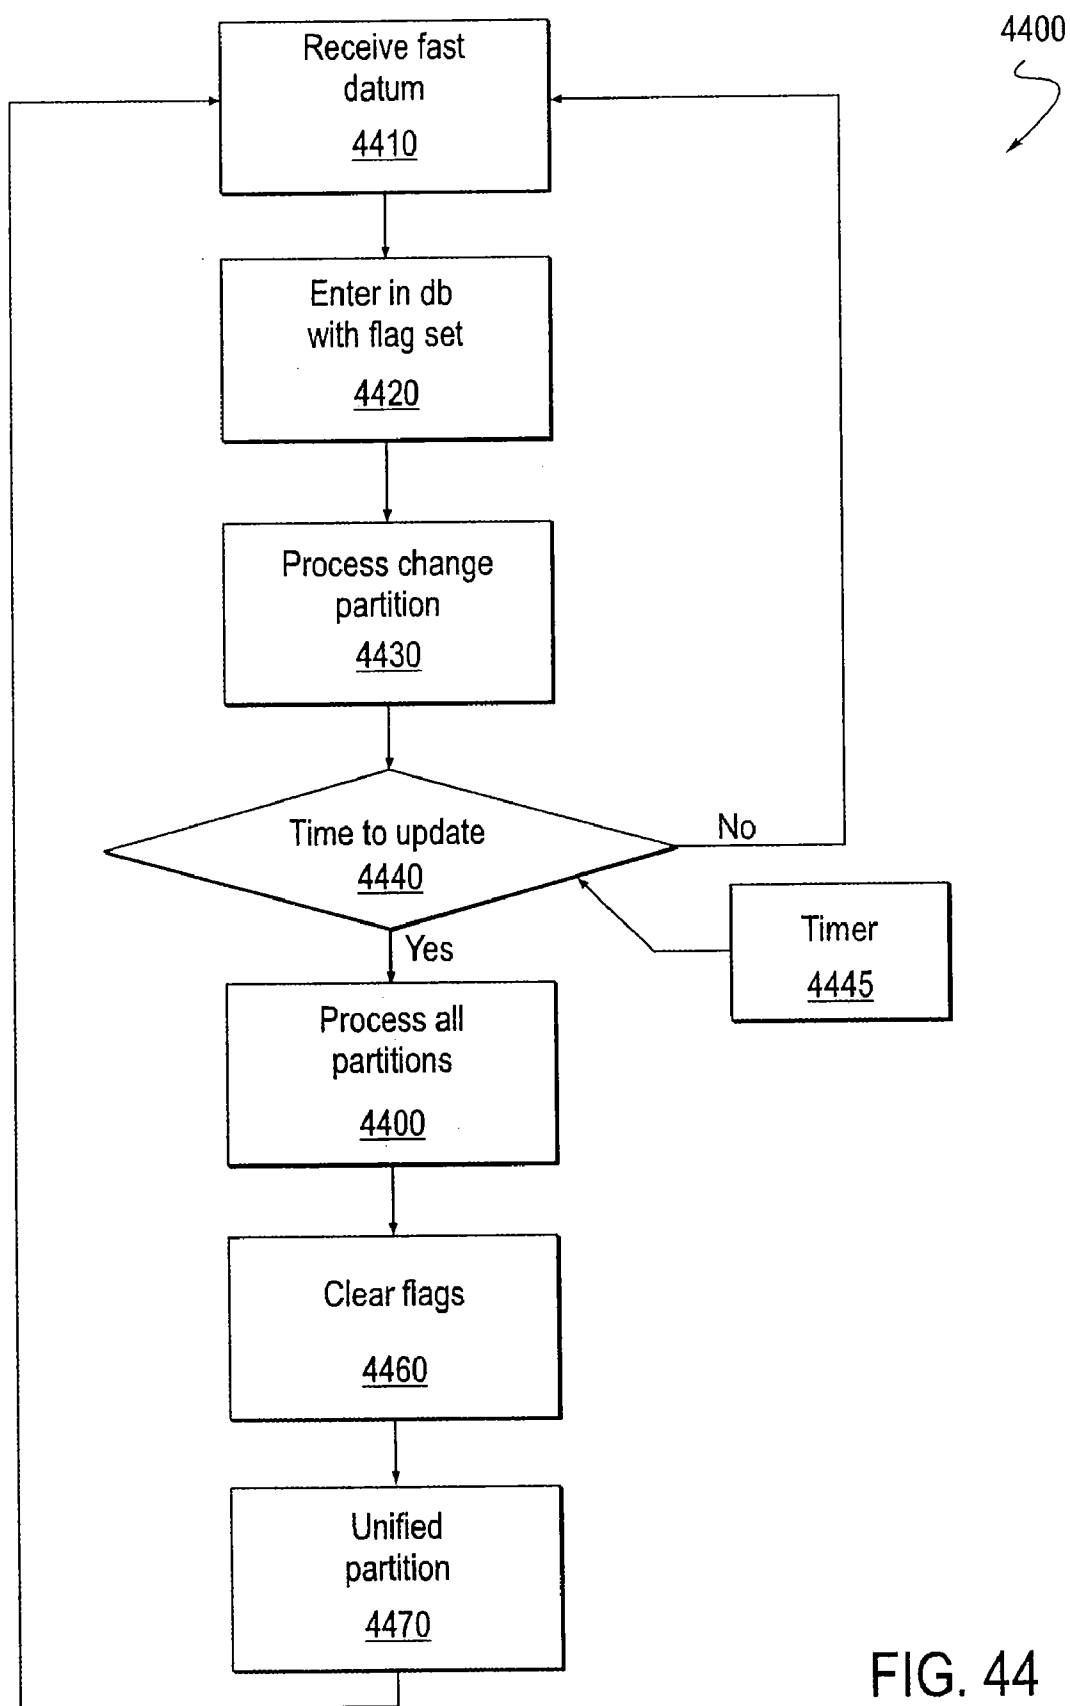 4400
Receive fast
datum
4410
Enter in db
with flag set
4420
Process change
partition
4430
Time to update
4440
No
Timer
4445
Yes
Process all
partitions
4400
Clear flags
4460
Unified
partition
4470
FIG. 44